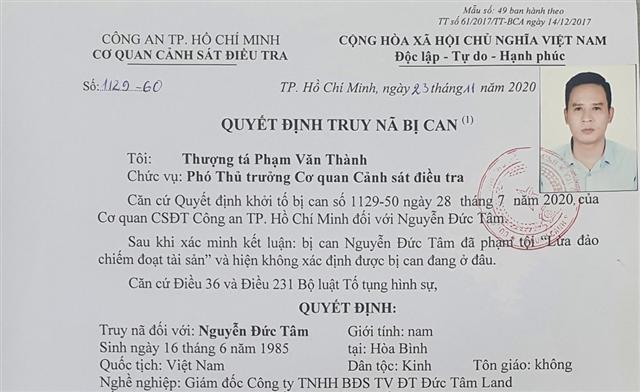 Mẫu số: 49 ban hành theo
TT số 61/2017/TT-BCA ngày 14/12/2017
CÔNG AN TP. HỒ CHÍ MINH
CƠ QUAN CẢNH SÁT ĐIỀU TRA
CỘNG HÒA XÃ HỘI CHỦ NGHĨA VIỆT NAM
Độc lập - Tự do - Hạnh phúc
Số: 1129-60
TP. Hồ Chí Minh, ngày 23 tháng 11 năm 2020
QUYẾT ĐỊNH TRUY NÃ BỊ CAN (1)
Tôi: Thượng tá Phạm Văn Thành
Chức vụ: Phó Thủ trưởng Cơ quan Cảnh sát điều tra
Căn cứ Quyết định khởi tố bị can số 1129-50 ngày 28 tháng 7 năm 2020 của
Cơ quan CSĐT Công an TP. Hồ Chí Minh đối với Nguyễn Đức Tâm.
Sau khi xác minh kết luận: bị can Nguyễn Đức Tâm đã phạm tội “Lừa đảo
chiếm đoạt tài sản” và hiện không xác định được bị can đang ở đâu.
Căn cứ Điều 36 và Điều 231 Bộ luật Tố tụng hình sự,
QUYẾT ĐỊNH:
Truy nã đối với: Nguyễn Đức Tâm Giới tính: nam
Sinh ngày 16 tháng 6 năm 1985 tại: Hòa Bình
Quốc tịch: Việt Nam Dân tộc: Kinh Tôn giáo: không
Nghề nghiệp: Giám đốc Công ty TNHH BĐS TV ĐT Đức Tâm Land